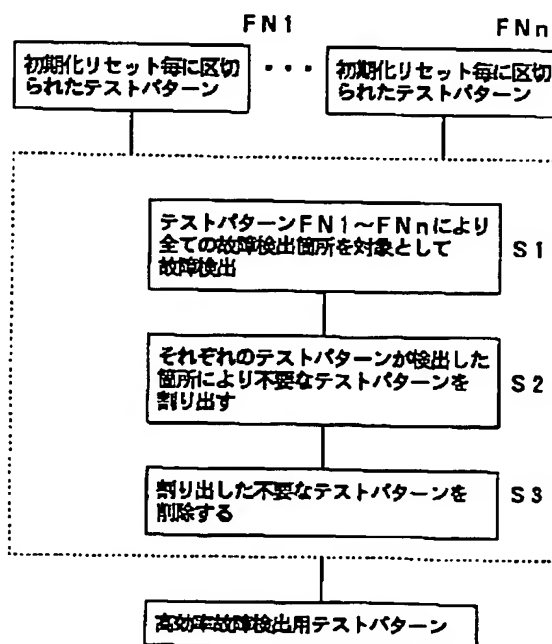 FN1
FNn
初期化リセット毎に区切
られたテストパターン
・・・
初期化リセット毎に区切
られたテストパターン
テストパターンFN1～FNnにより
全ての故障検出箇所を対象として
故障検出
S1
それぞれのテストパターンが検出した
箇所により不要なテストパターンを
割り出す
S2
割り出した不要なテストパターンを
削除する
S3
高効率故障検出用テストパターン